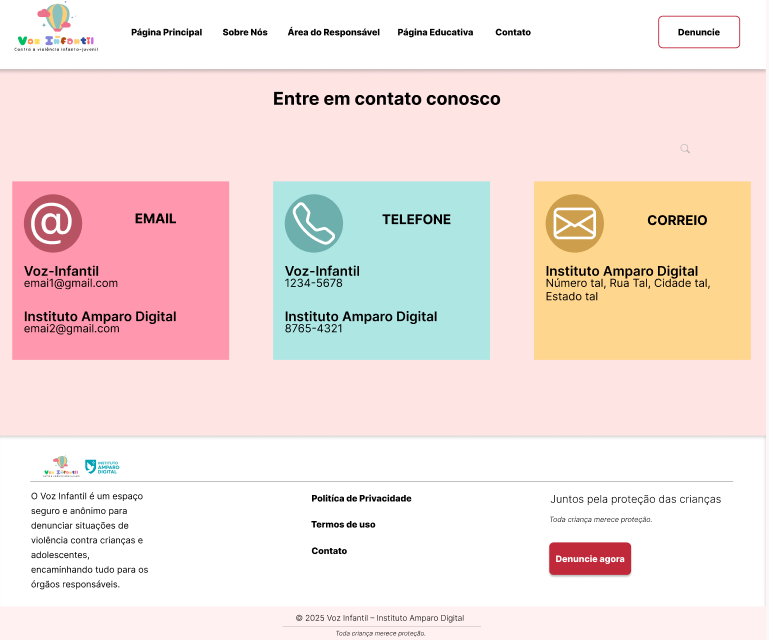 Voz Infantil
Contra a violência infanto-juvenil
Página Principal
Sobre Nós
Área do Responsável
Página Educativa
Contato
Denuncie
Entre em contato conosco
@
EMAIL
Voz-Infantil
emai1@gmail.com
Instituto Amparo Digital
emai2@gmail.com
TELEFONE
Voz-Infantil
1234-5678
Instituto Amparo Digital
8765-4321
CORREIO
Instituto Amparo Digital
Número tal, Rua Tal, Cidade tal,
Estado tal
Voz Infantil
INSTITUTO
AMPARO
DIGITAL
O Voz Infantil é um espaço
seguro e anônimo para
denunciar situações de
violência contra crianças e
adolescentes,
encaminhando tudo para os
órgãos responsáveis.
Politíca de Privacidade
Termos de uso
Contato
Juntos pela proteção das crianças
Toda criança merece proteção.
Denuncie agora
© 2025 Voz Infantil – Instituto Amparo Digital
Toda criança merece proteção.